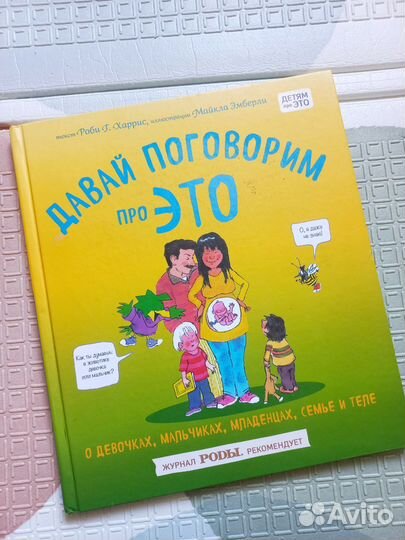 текст Роби Г. Харрис, иллюстрации Майкла Эмберли
ДЕТЯМ
про ЭТО
ДАВАЙ ПОГОВОРИМ
ПРО ЭТО
О, я даже
не знаю!
Как ты думаешь,
в животике
девочка
или мальчик?
О ДЕВОЧКАХ, МАЛЬЧИКАХ, МЛАДЕНЦАХ, СЕМЬЕ И ТЕЛЕ
ЖУРНАЛ РОДЫ. РЕКОМЕНДУЕТ
Avito